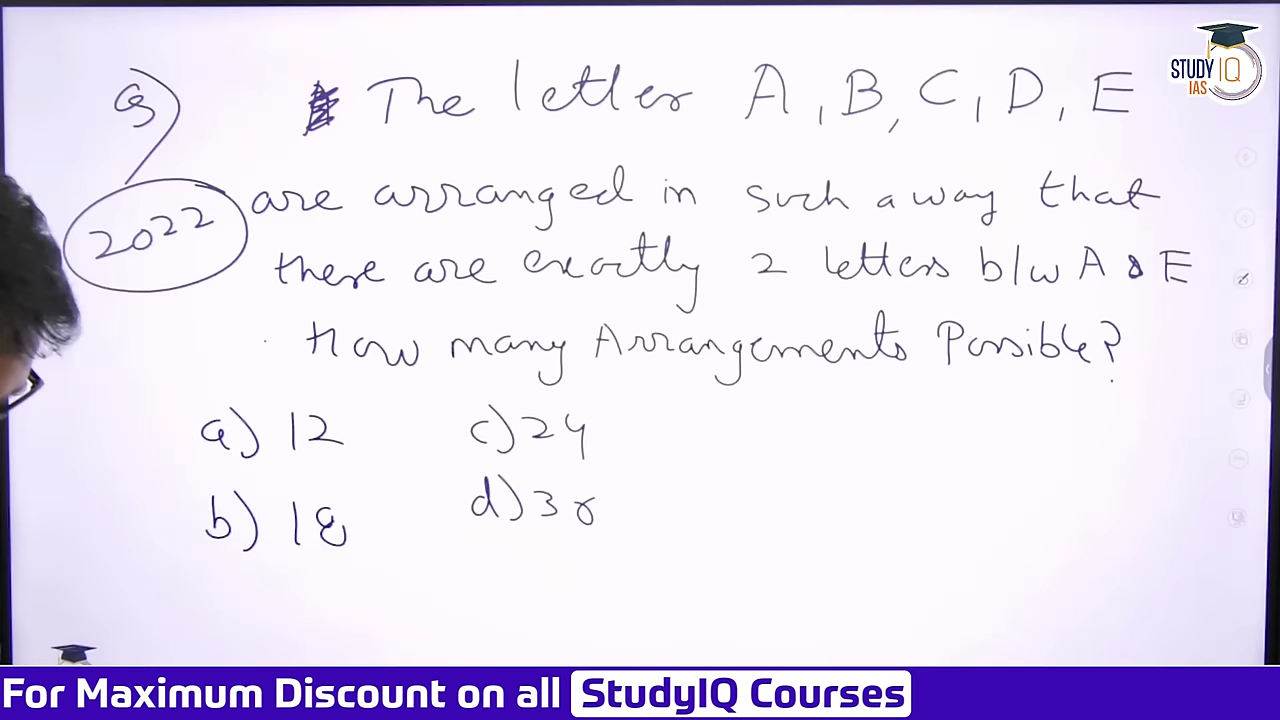 STUDY IQ
IAS
Q) The letter A, B, C, D, E
2022 are arranged in such a way that
there are exactly 2 letters b/w A & E
How many Arrangements Possible?
a) 12 c) 24
b) 18 d) 36
For Maximum Discount on all StudyIQ Courses